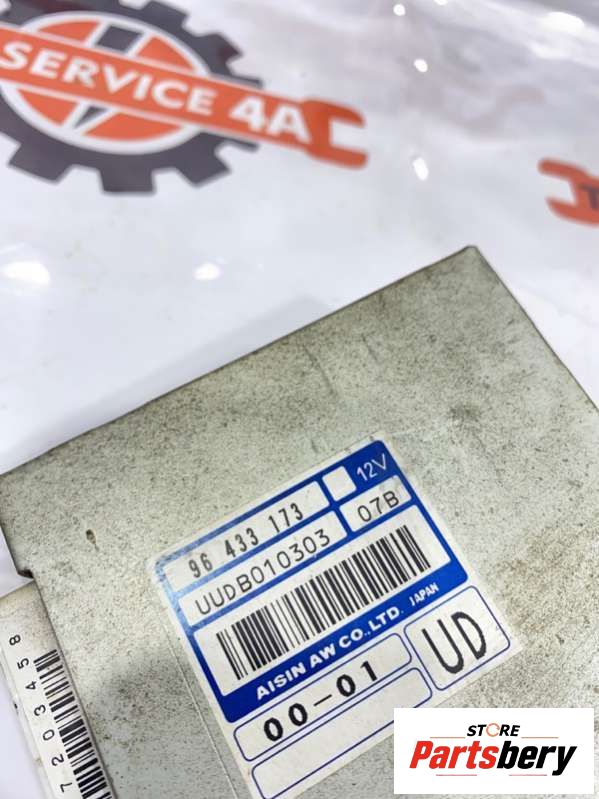 SERVICE 4A
12V
96 433 173
07B
UUDB010303
AISIN AW CO., LTD. JAPAN
00-01
UD
7203458
STORE
Partsbery